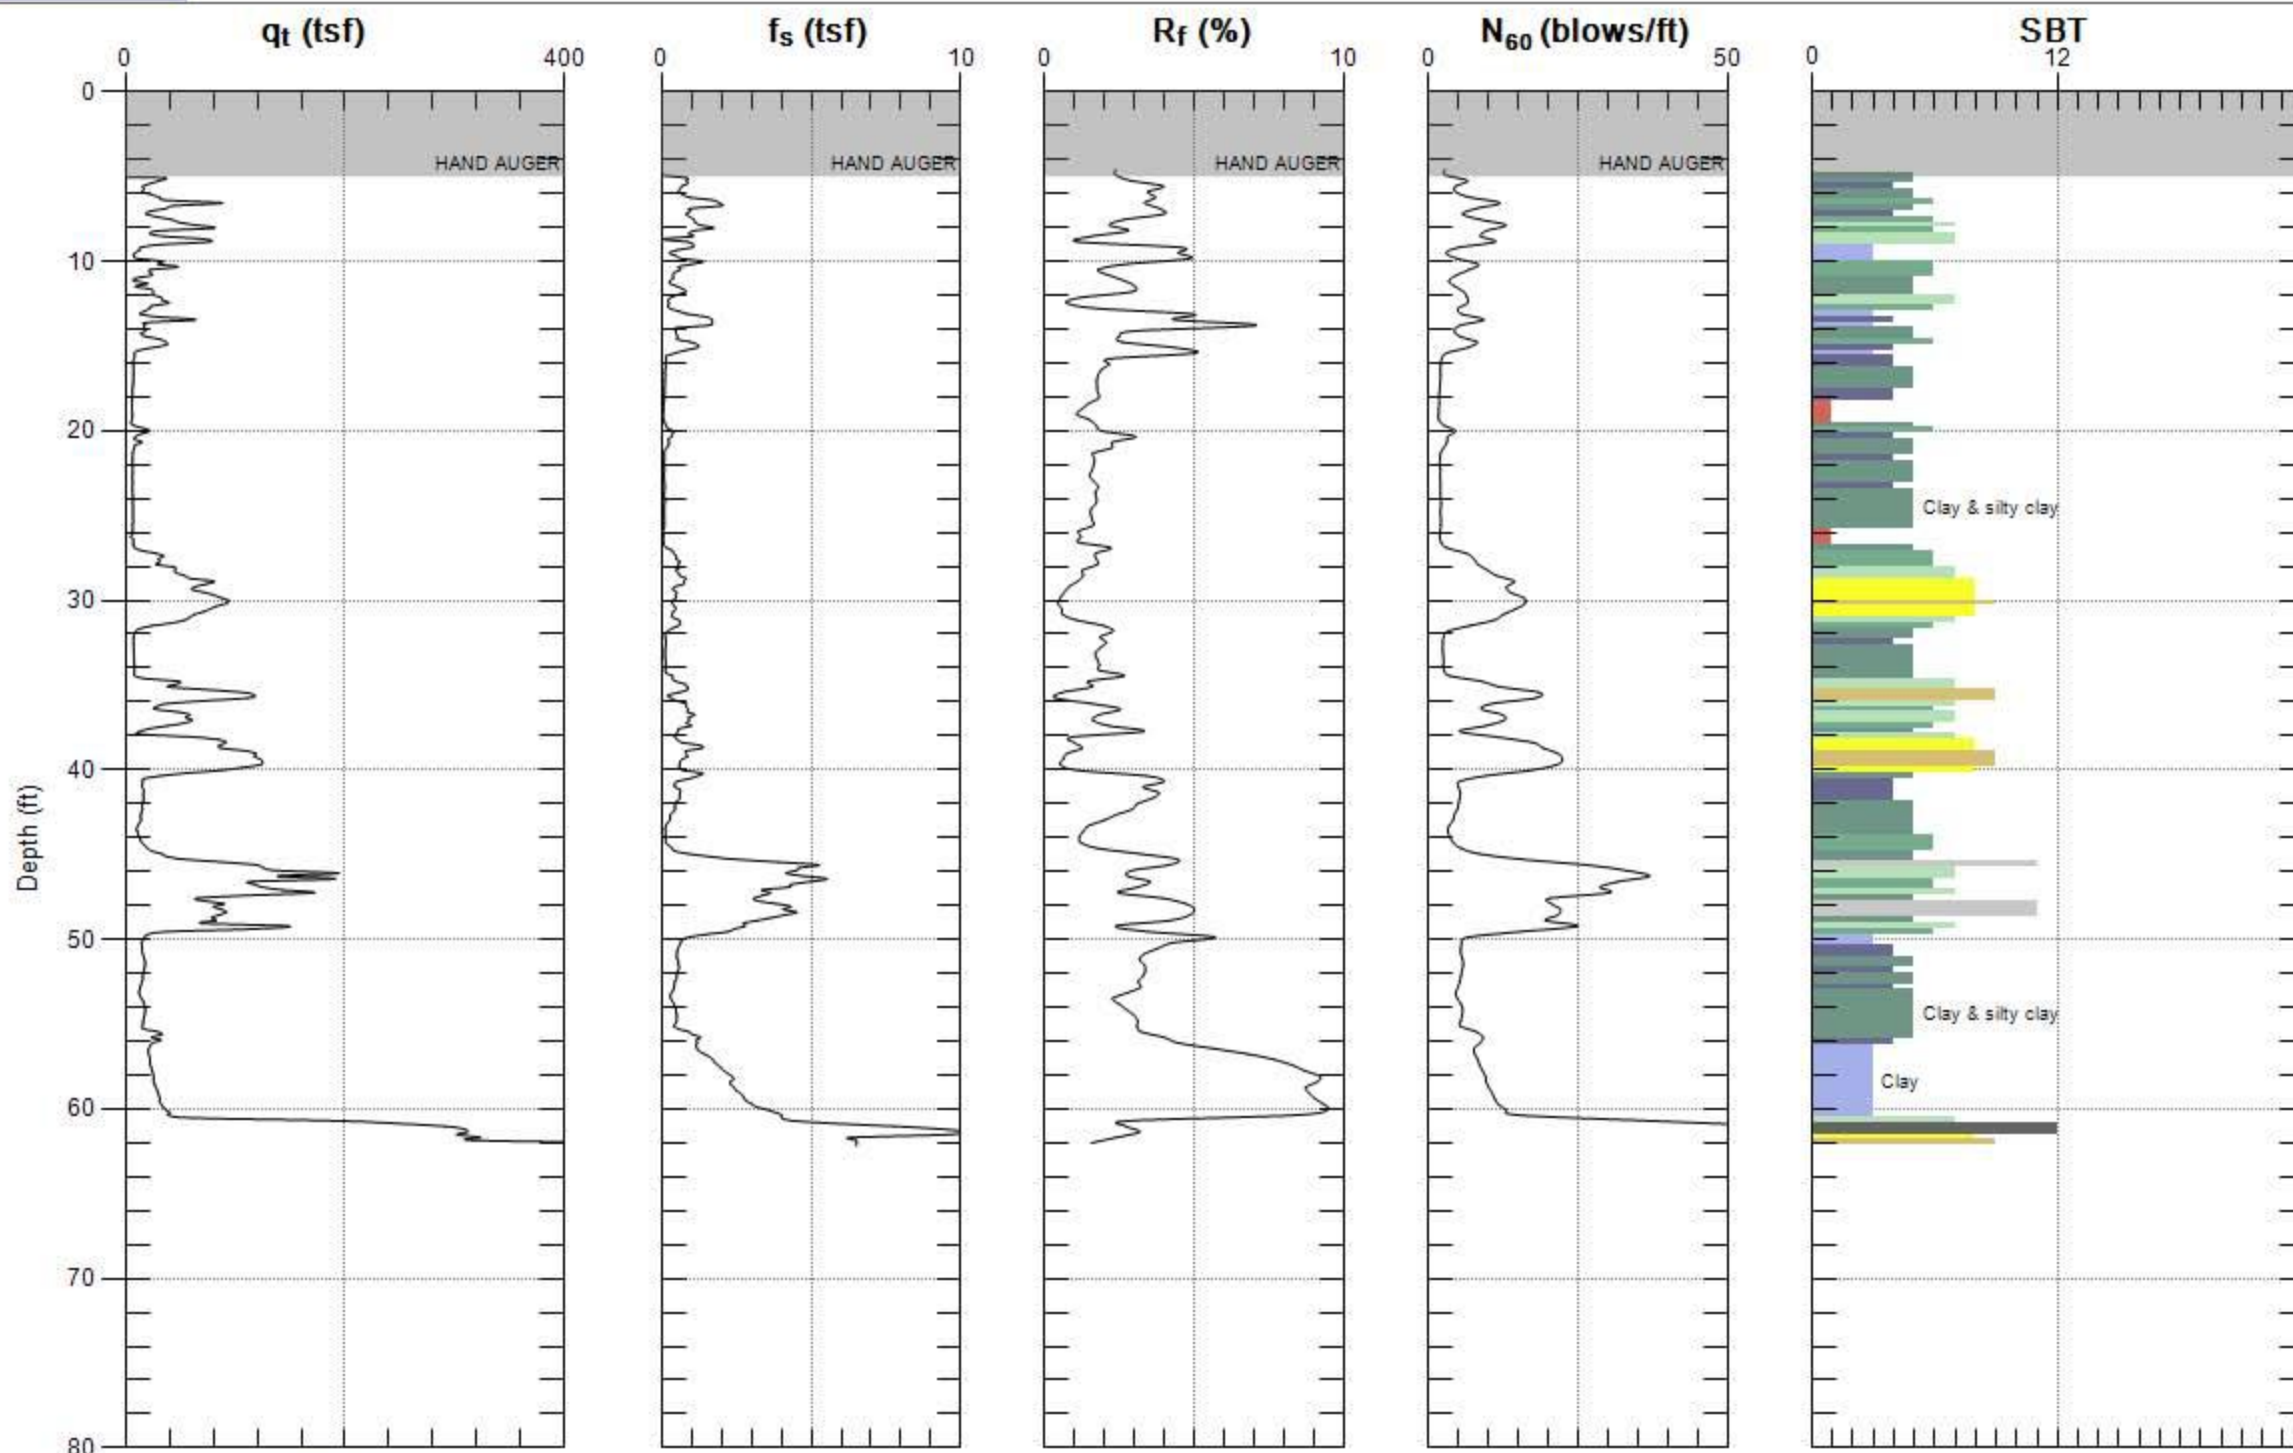 qt (tsf) fs (tsf) Rf (%) N60 (blows/ft) SBT
0 400 0 10 0 10 0 50 0 12
0
HAND AUGER HAND AUGER HAND AUGER HAND AUGER
10
20
Clay & silty clay
30
40
Depth (ft)
50
Clay & silty clay
Clay
60
70
80